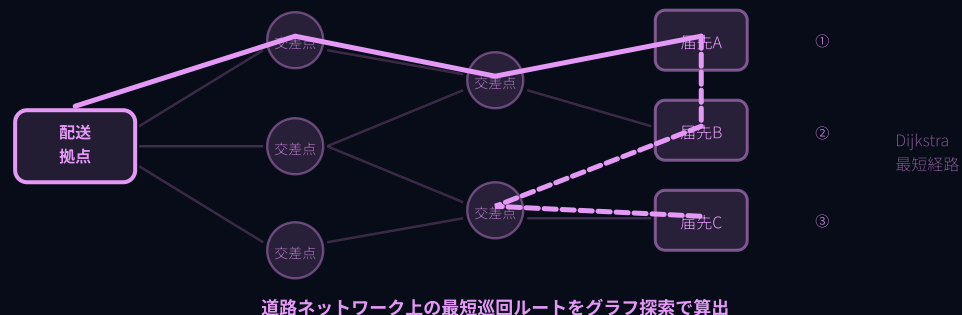 配送
拠点
交差点
交差点
交差点
交差点
交差点
届先A
届先B
届先C
①
②
③
Dijkstra
最短経路
道路ネットワーク上の最短巡回ルートをグラフ探索で算出